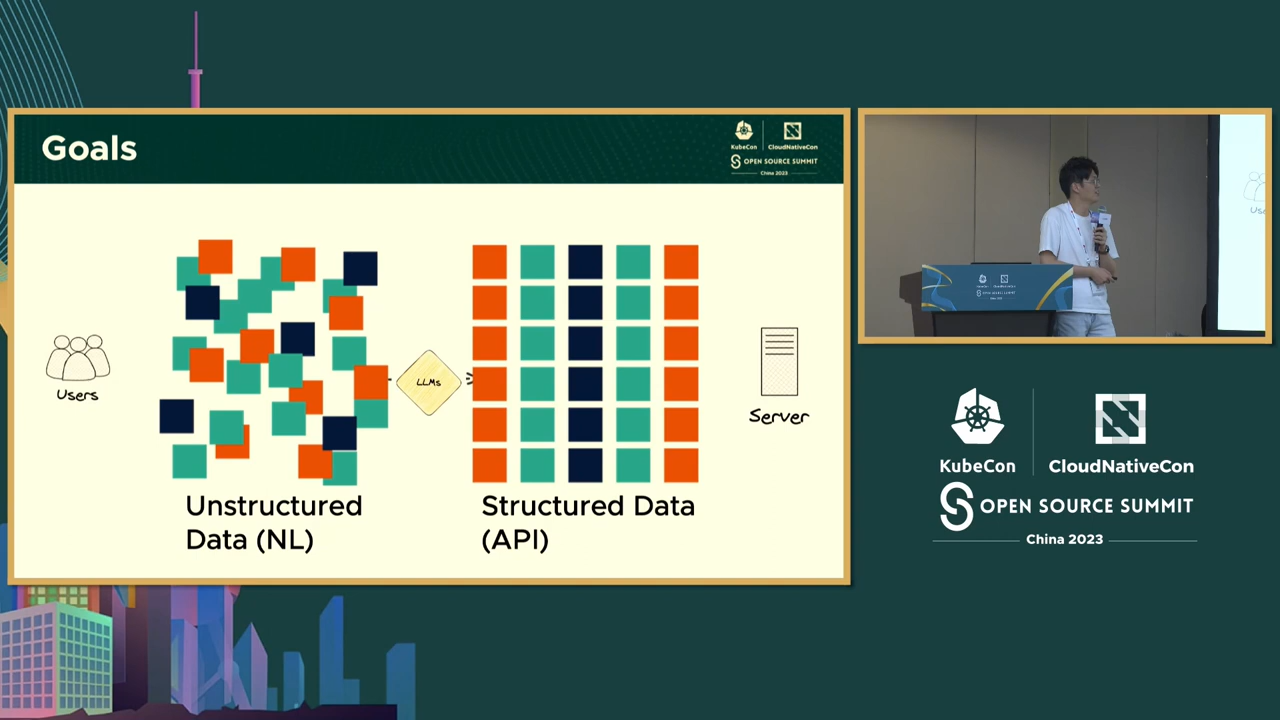 Goals
KubeCon
CloudNativeCon
OPEN SOURCE SUMMIT
China 2023
Users
LLMs
Server
Unstructured
Data (NL)
Structured Data
(API)
KubeCon
CloudNativeCon
OPEN SOURCE SUMMIT
China 2023